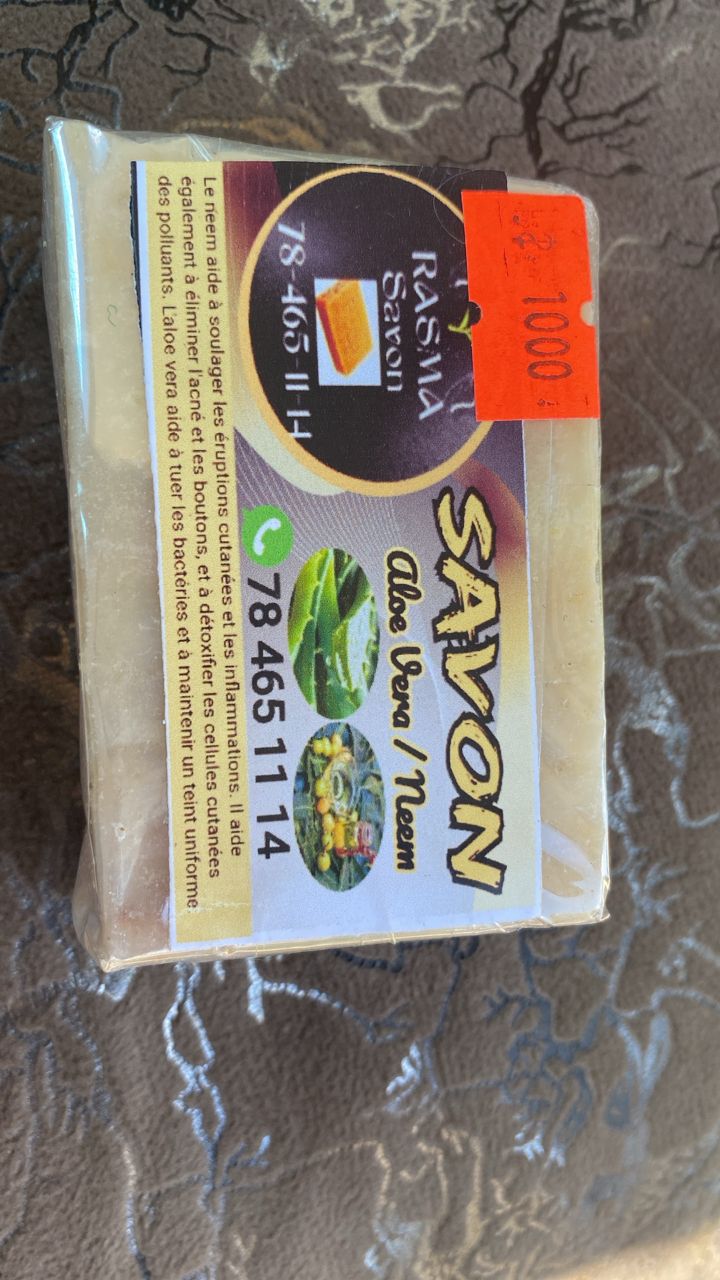 RASMA
Savon
78-465-11-14
1000
SAVON
Aloe Vera / Neem
78 465 11 14
Le neem aide à soulager les éruptions cutanées et les inflammations. Il aide
également à éliminer l'acné et les boutons, et à détoxifier les cellules cutanées
des polluants. L'aloe vera aide à tuer les bactéries et à maintenir un teint uniforme.